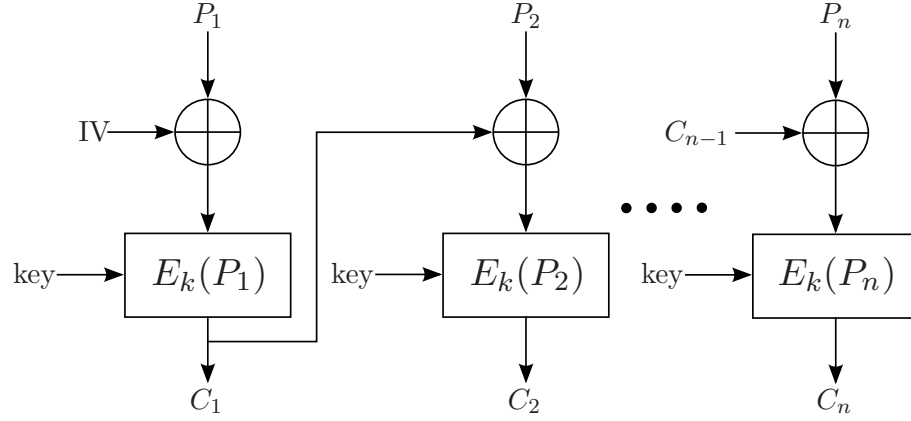 P₁ P₂ Pₙ
IV Cₙ₋₁
key Eₖ(P₁) key Eₖ(P₂) key Eₖ(Pₙ)
C₁ C₂ Cₙ